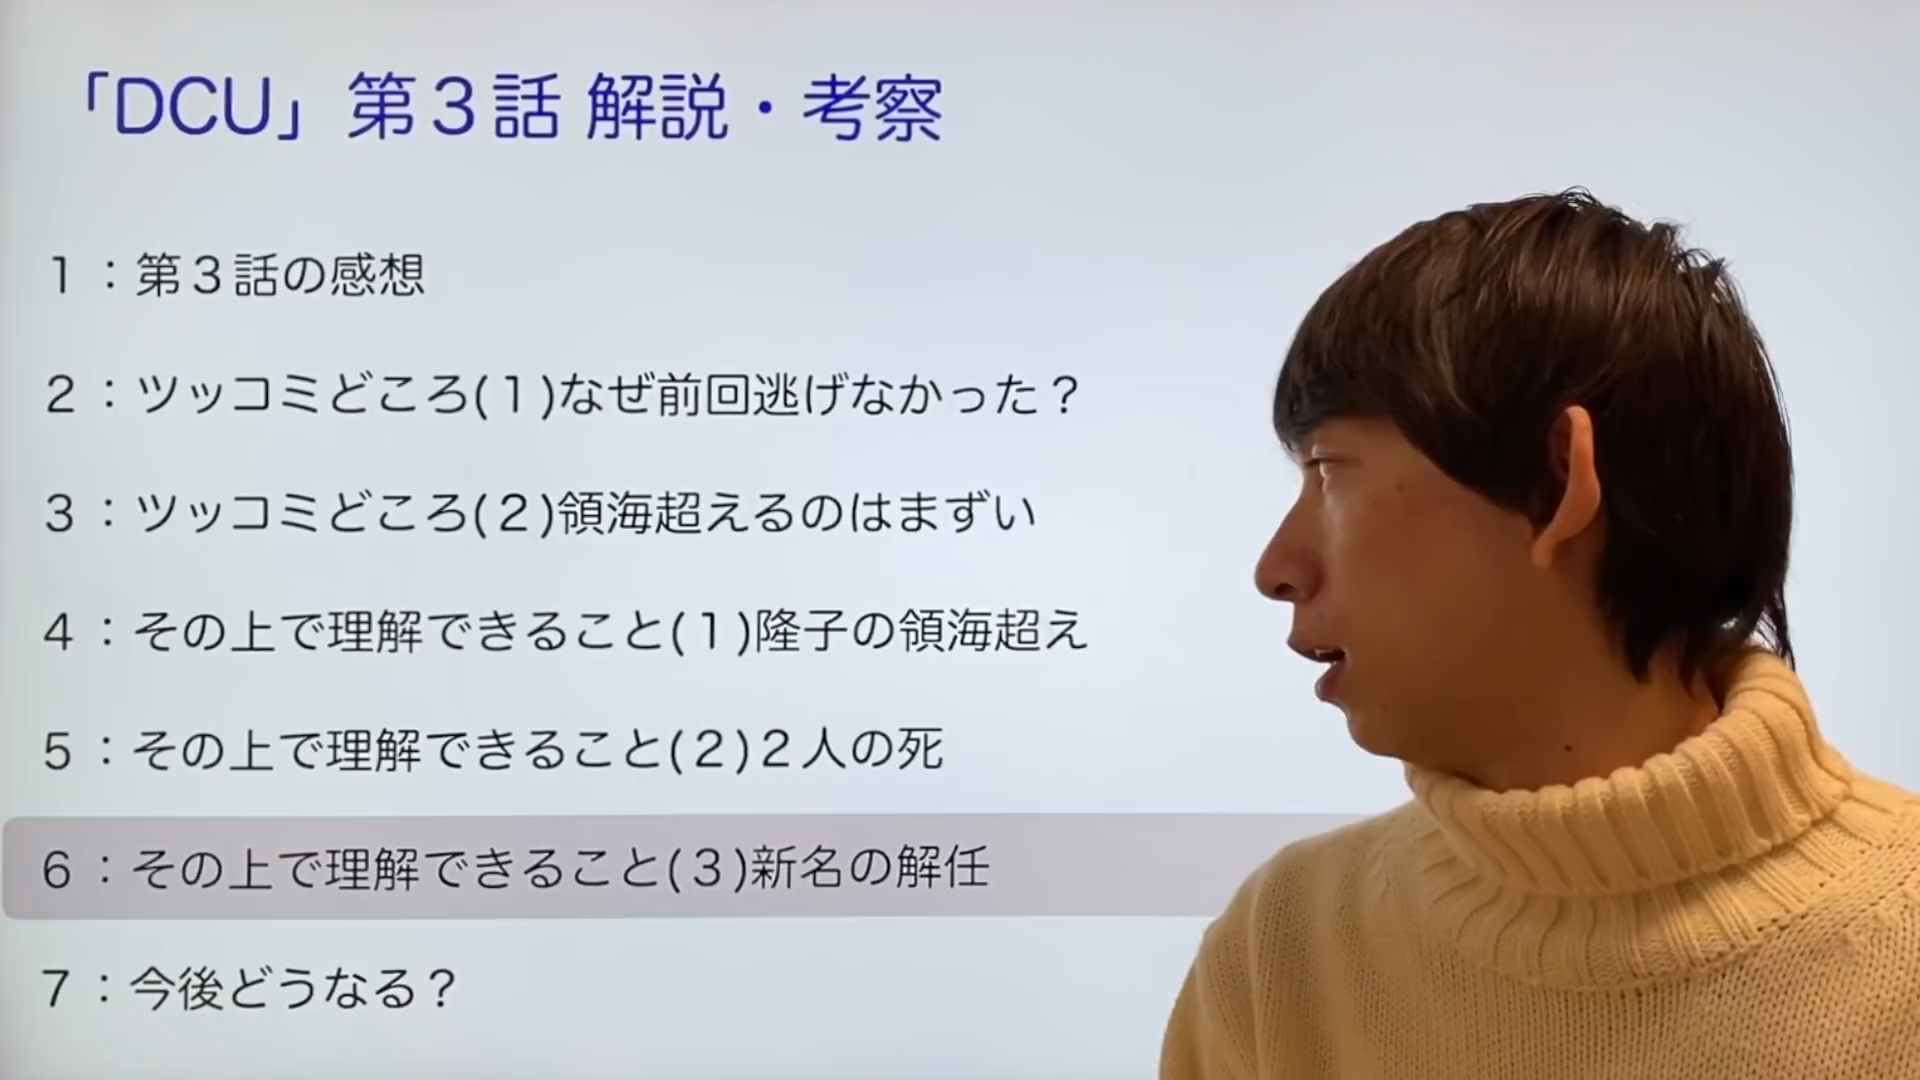 「DCU」第３話 解説・考察
１：第３話の感想
２：ツッコミどころ(１)なぜ前回逃げなかった？
３：ツッコミどころ(２)領海超えるのはまずい
４：その上で理解できること(１)隆子の領海超え
５：その上で理解できること(２)２人の死
６：その上で理解できること(３)新名の解任
７：今後どうなる？